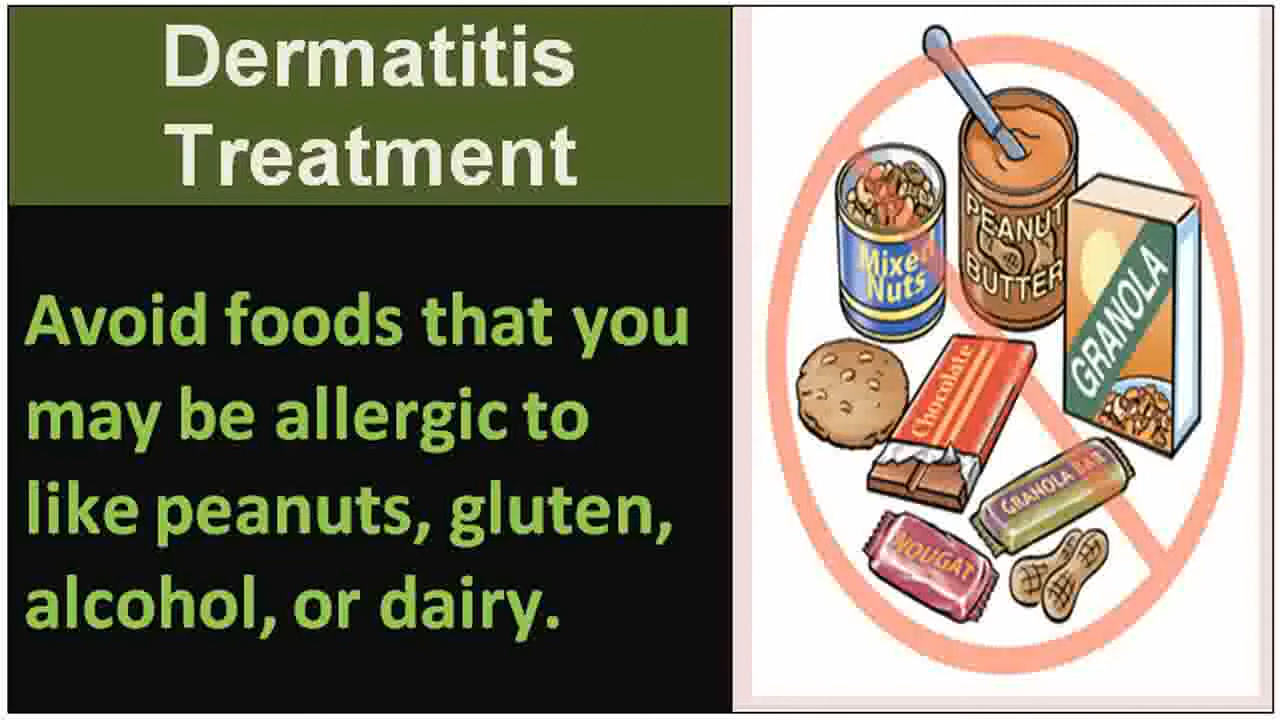 Dermatitis
Treatment
Avoid foods that you
may be allergic to
like peanuts, gluten,
alcohol, or dairy.
PEANUT
BUTTER
Mixed
Nuts
GRANOLA
Chocolate
GRANOLA BAR
NOUGAT